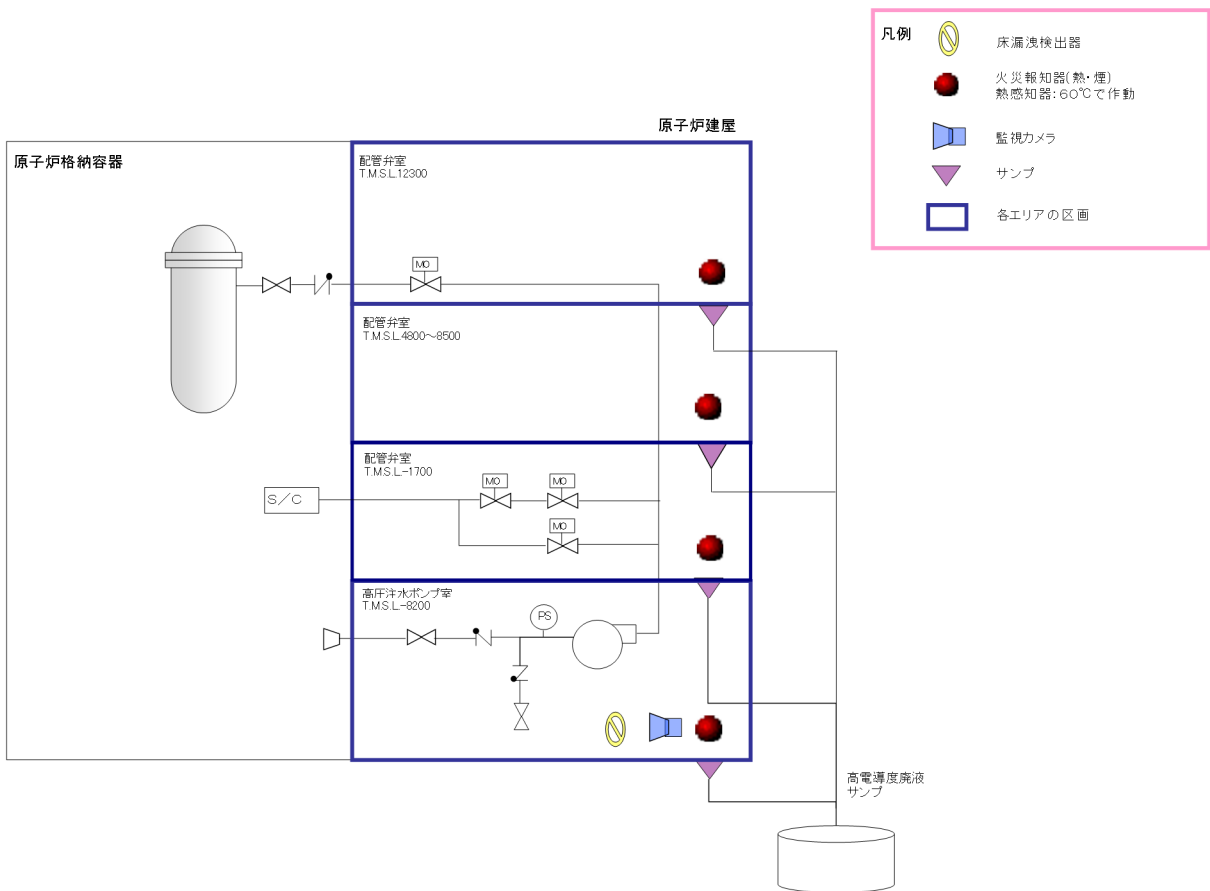 凡例
床漏洩検出器
火災報知器(熱・煙)
熱感知器:60℃で作動
監視カメラ
サンプ
各エリアの区画
原子炉建屋
原子炉格納容器
配管弁室
T.M.S.L.12300
MO
配管弁室
T.M.S.L.4800～8500
配管弁室
T.M.S.L.-1700
MO
MO
S／C
MO
高圧注水ポンプ室
T.M.S.L.-8200
PS
高電導度廃液
サンプ